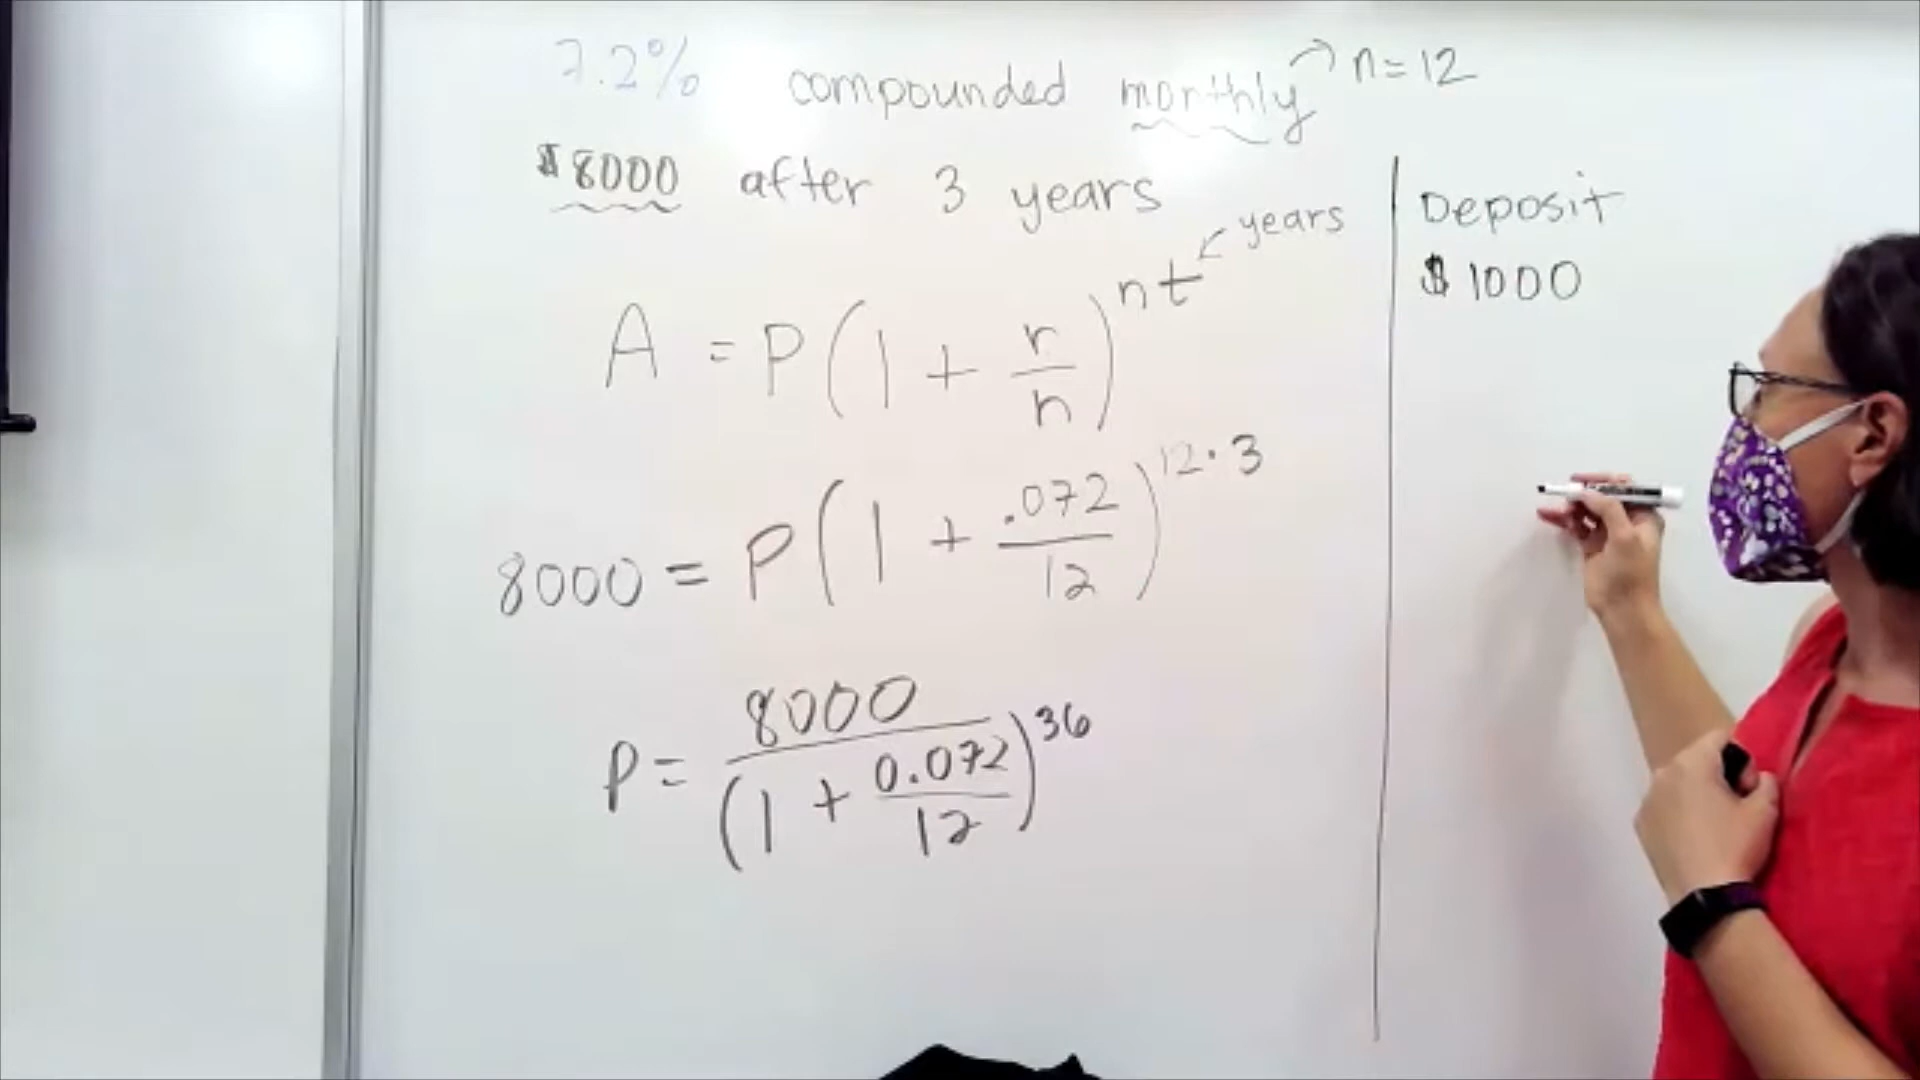 7.2% compounded monthly → n=12
$8000 after 3 years
A = P(1 + r/n)^nt ← years
8000 = P(1 + .072/12)^12·3
P = 8000/(1 + 0.072/12)^36
Deposit
$1000